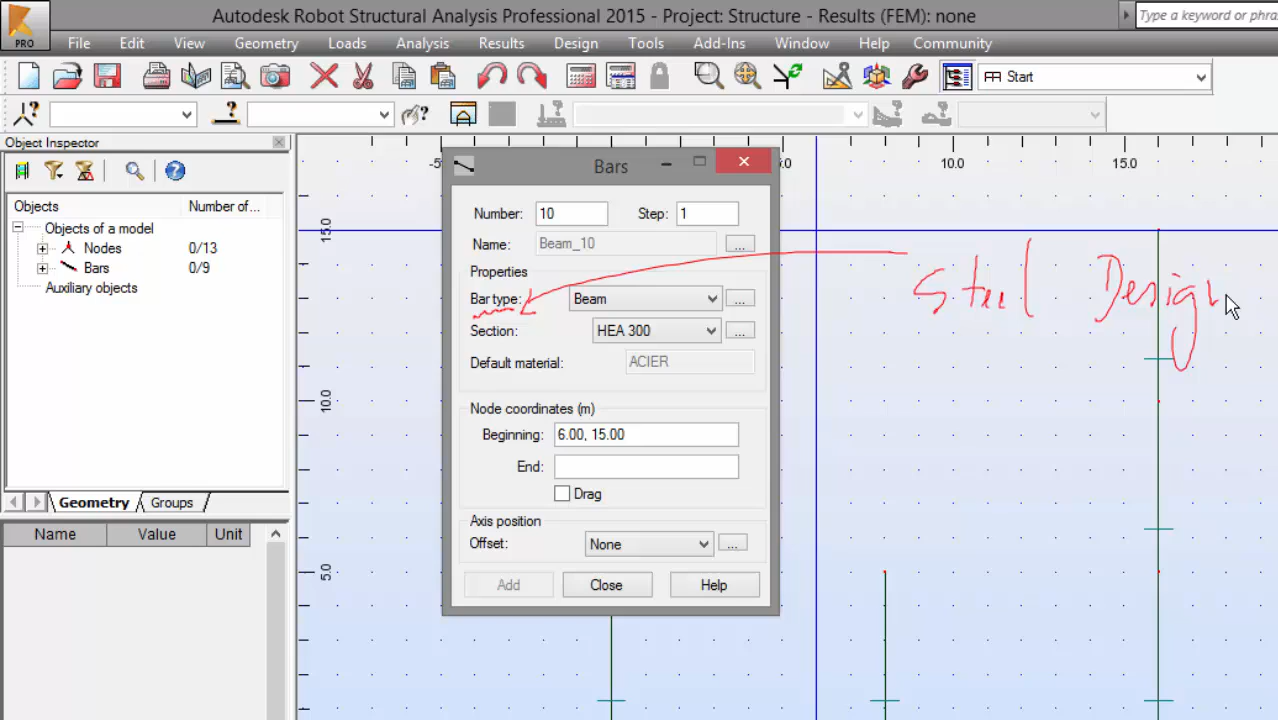 Autodesk Robot Structural Analysis Professional 2015 - Project: Structure - Results (FEM): none
Type a keyword or phra
PRO
File Edit View Geometry Loads Analysis Results Design Tools Add-Ins Window Help Community
Start
Object Inspector
Objects Number of...
Objects of a model
Nodes 0/13
Bars 0/9
Auxiliary objects
Geometry Groups
Name Value Unit
-5 5.0 10.0 15.0
15.0
10.0
5.0
Bars
Number: 10 Step: 1
Name: Beam_10 ...
Properties
Bar type: Beam ...
Section: HEA 300 ...
Default material: ACIER
Node coordinates (m)
Beginning: 6.00, 15.00
End:
Drag
Axis position
Offset: None ...
Add Close Help
Steel Design